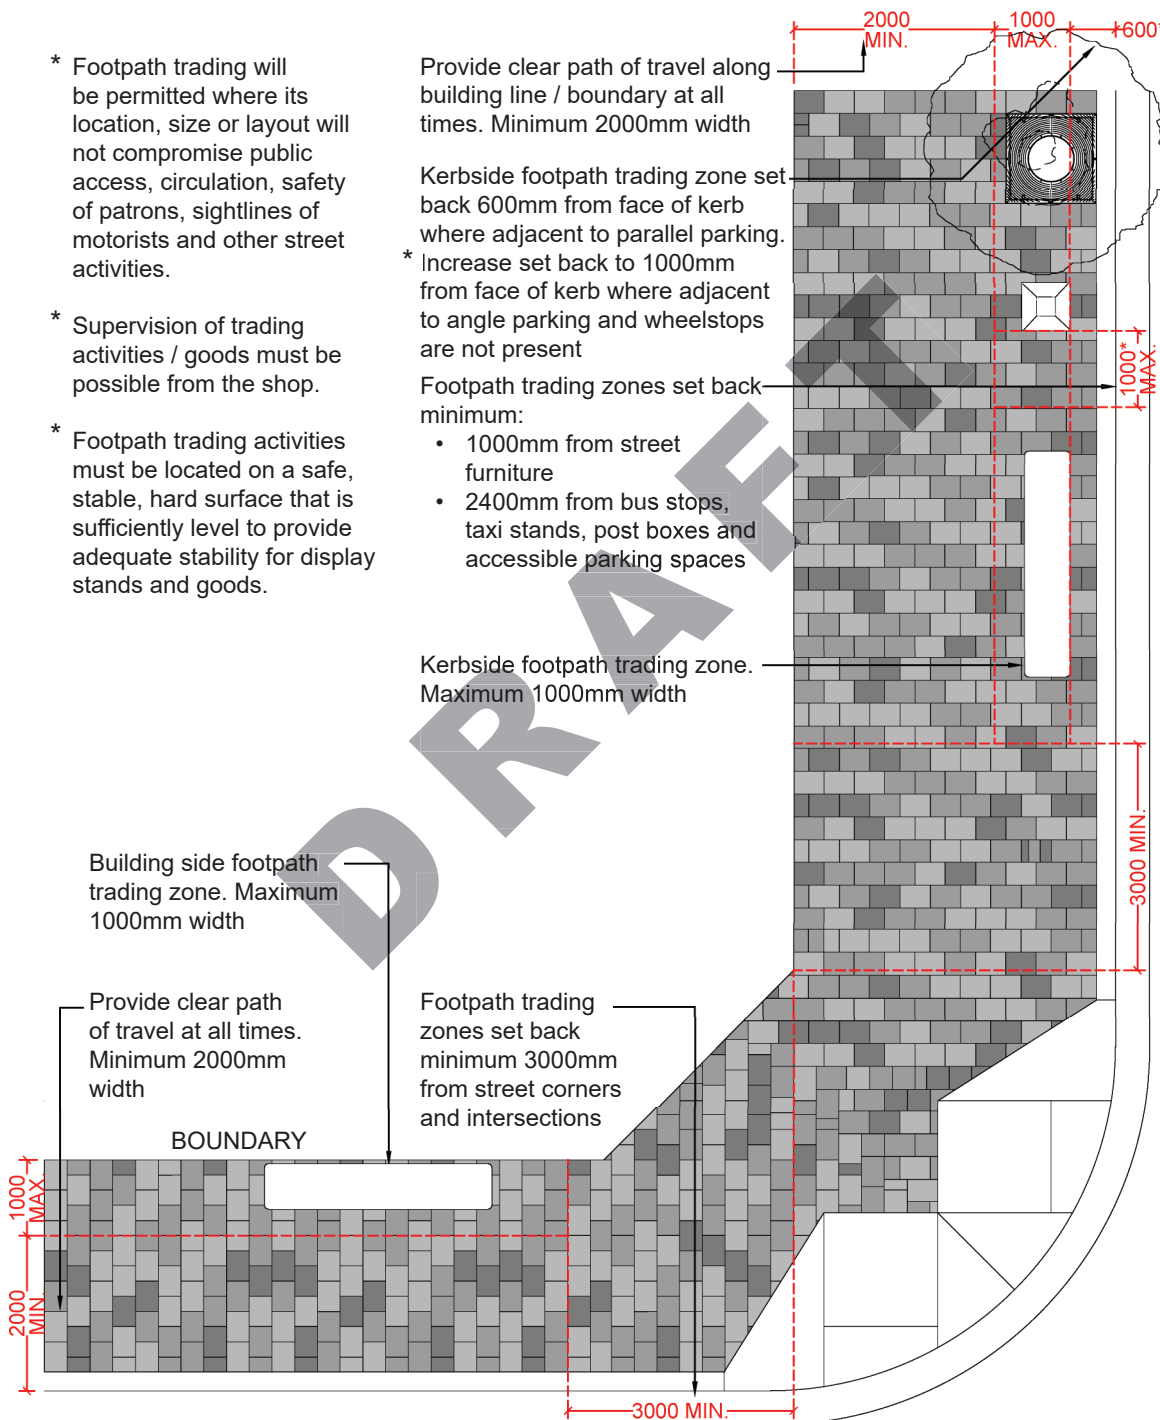 * Footpath trading will
be permitted where its
location, size or layout will
not compromise public
access, circulation, safety
of patrons, sightlines of
motorists and other street
activities.
* Supervision of trading
activities / goods must be
possible from the shop.
* Footpath trading activities
must be located on a safe,
stable, hard surface that is
sufficiently level to provide
adequate stability for display
stands and goods.
Provide clear path of travel along
building line / boundary at all
times. Minimum 2000mm width
Kerbside footpath trading zone set
back 600mm from face of kerb
where adjacent to parallel parking.
* Increase set back to 1000mm
from face of kerb where adjacent
to angle parking and wheelstops
are not present
Footpath trading zones set back
minimum:
• 1000mm from street
furniture
• 2400mm from bus stops,
taxi stands, post boxes and
accessible parking spaces
Kerbside footpath trading zone.
Maximum 1000mm width
Building side footpath
trading zone. Maximum
1000mm width
Provide clear path
of travel at all times.
Minimum 2000mm
width
Footpath trading
zones set back
minimum 3000mm
from street corners
and intersections
BOUNDARY
2000
MIN.
1000
MAX.
600*
1000*
MAX.
3000 MIN.
1000
MAX.
2000
MIN.
3000 MIN.
DRAFT